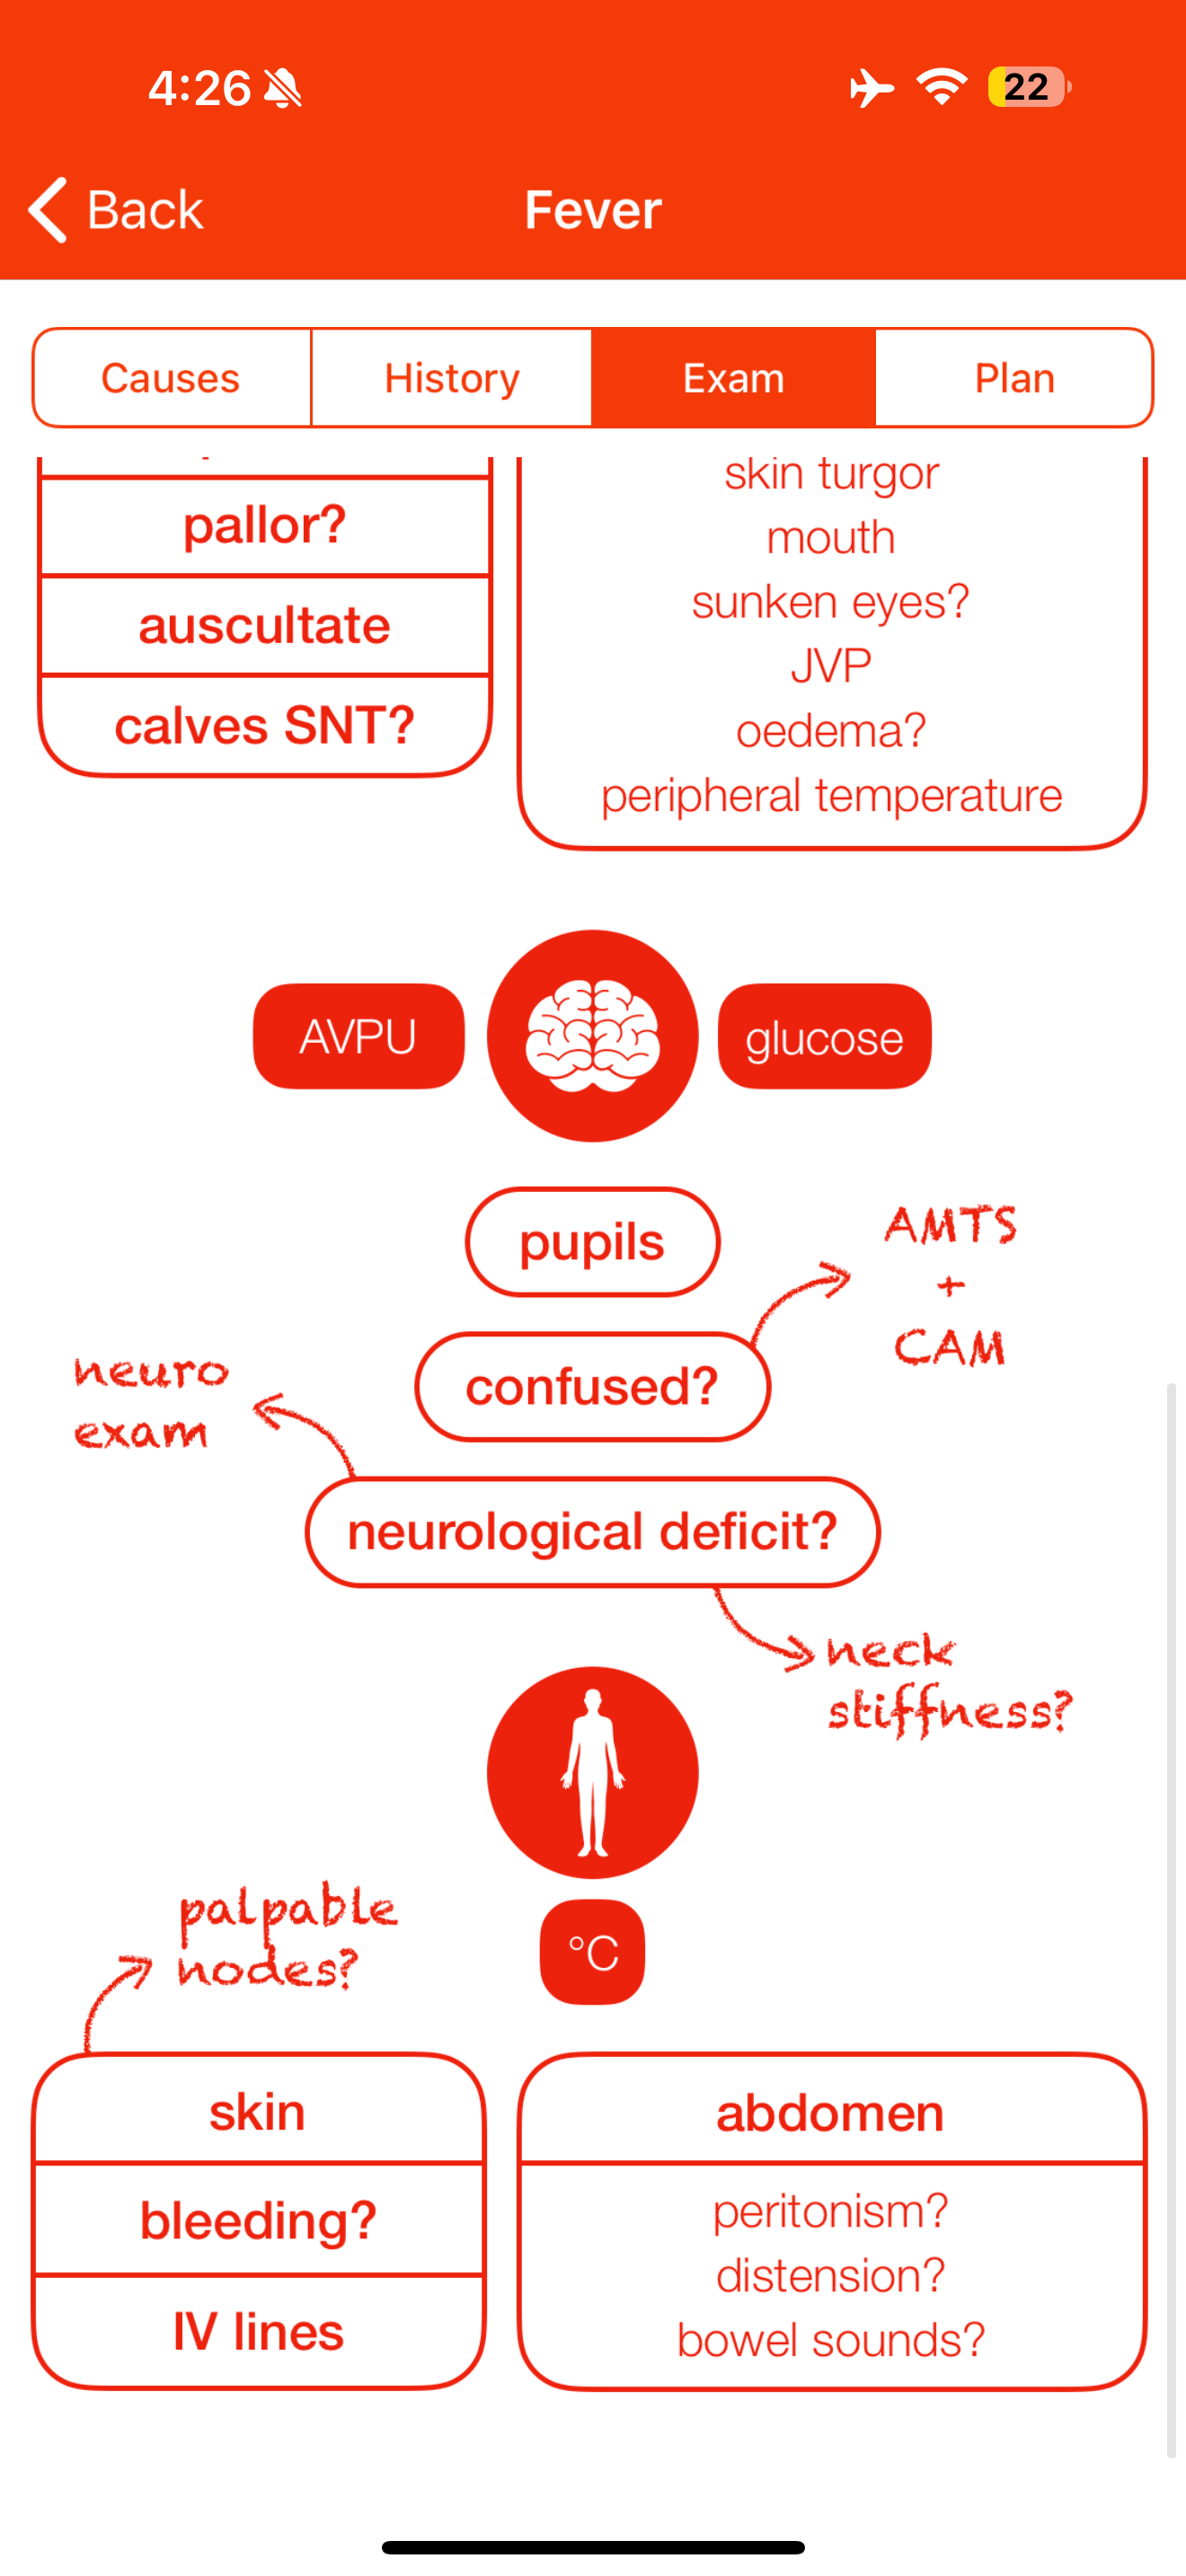 4:26
22
Back
Fever
Causes
History
Exam
Plan
pallor?
auscultate
calves SNT?
skin turgor
mouth
sunken eyes?
JVP
oedema?
peripheral temperature
AVPU
glucose
pupils
AMTS
+
CAM
confused?
neuro
exam
neurological deficit?
neck
stiffness?
palpable
nodes?
°C
skin
bleeding?
IV lines
abdomen
peritonism?
distension?
bowel sounds?